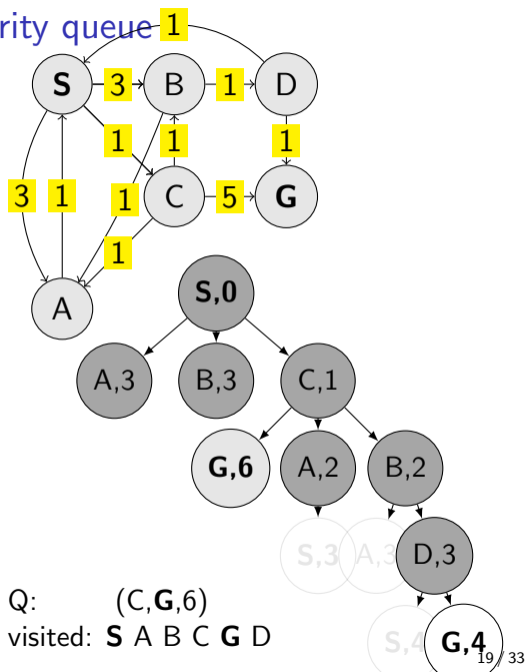 rity queue
1
S 3 B 1 D
1 1 1
3 1 1 C 5 G
1
A
S,0
A,3 B,3 C,1
G,6 A,2 B,2
S,3 A,3 D,3
S,4 G,4
Q: (C,G,6)
visited: S A B C G D
19 / 33